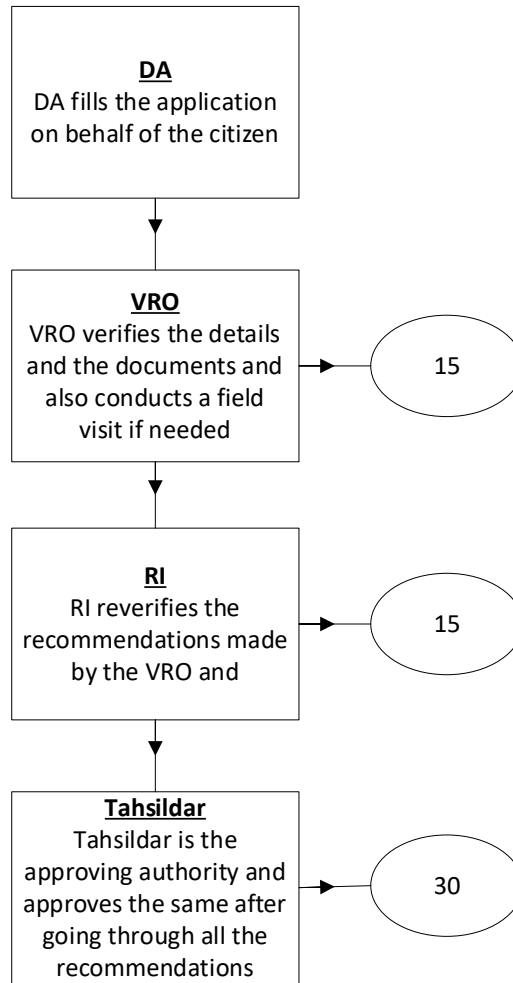 DA
DA fills the application
on behalf of the citizen
VRO
VRO verifies the details
and the documents and
also conducts a field
visit if needed
15
RI
RI reverifies the
recommendations made
by the VRO and
15
Tahsildar
Tahsildar is the
approving authority and
approves the same after
going through all the
recommendations
30